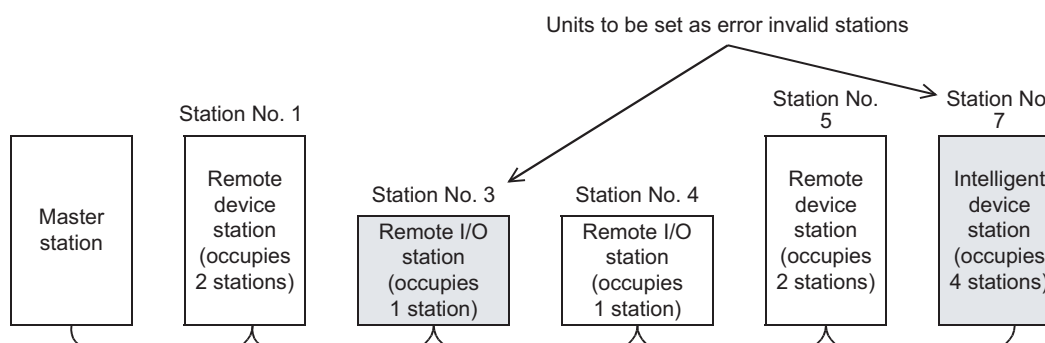 Units to be set as error invalid stations
Station No. 1
Station No. 3
Station No. 4
Station No.
5
Station No.
7
Master
station
Remote
device
station
(occupies
2 stations)
Remote I/O
station
(occupies
1 station)
Remote I/O
station
(occupies
1 station)
Remote
device
station
(occupies
2 stations)
Intelligent
device
station
(occupies
4 stations)